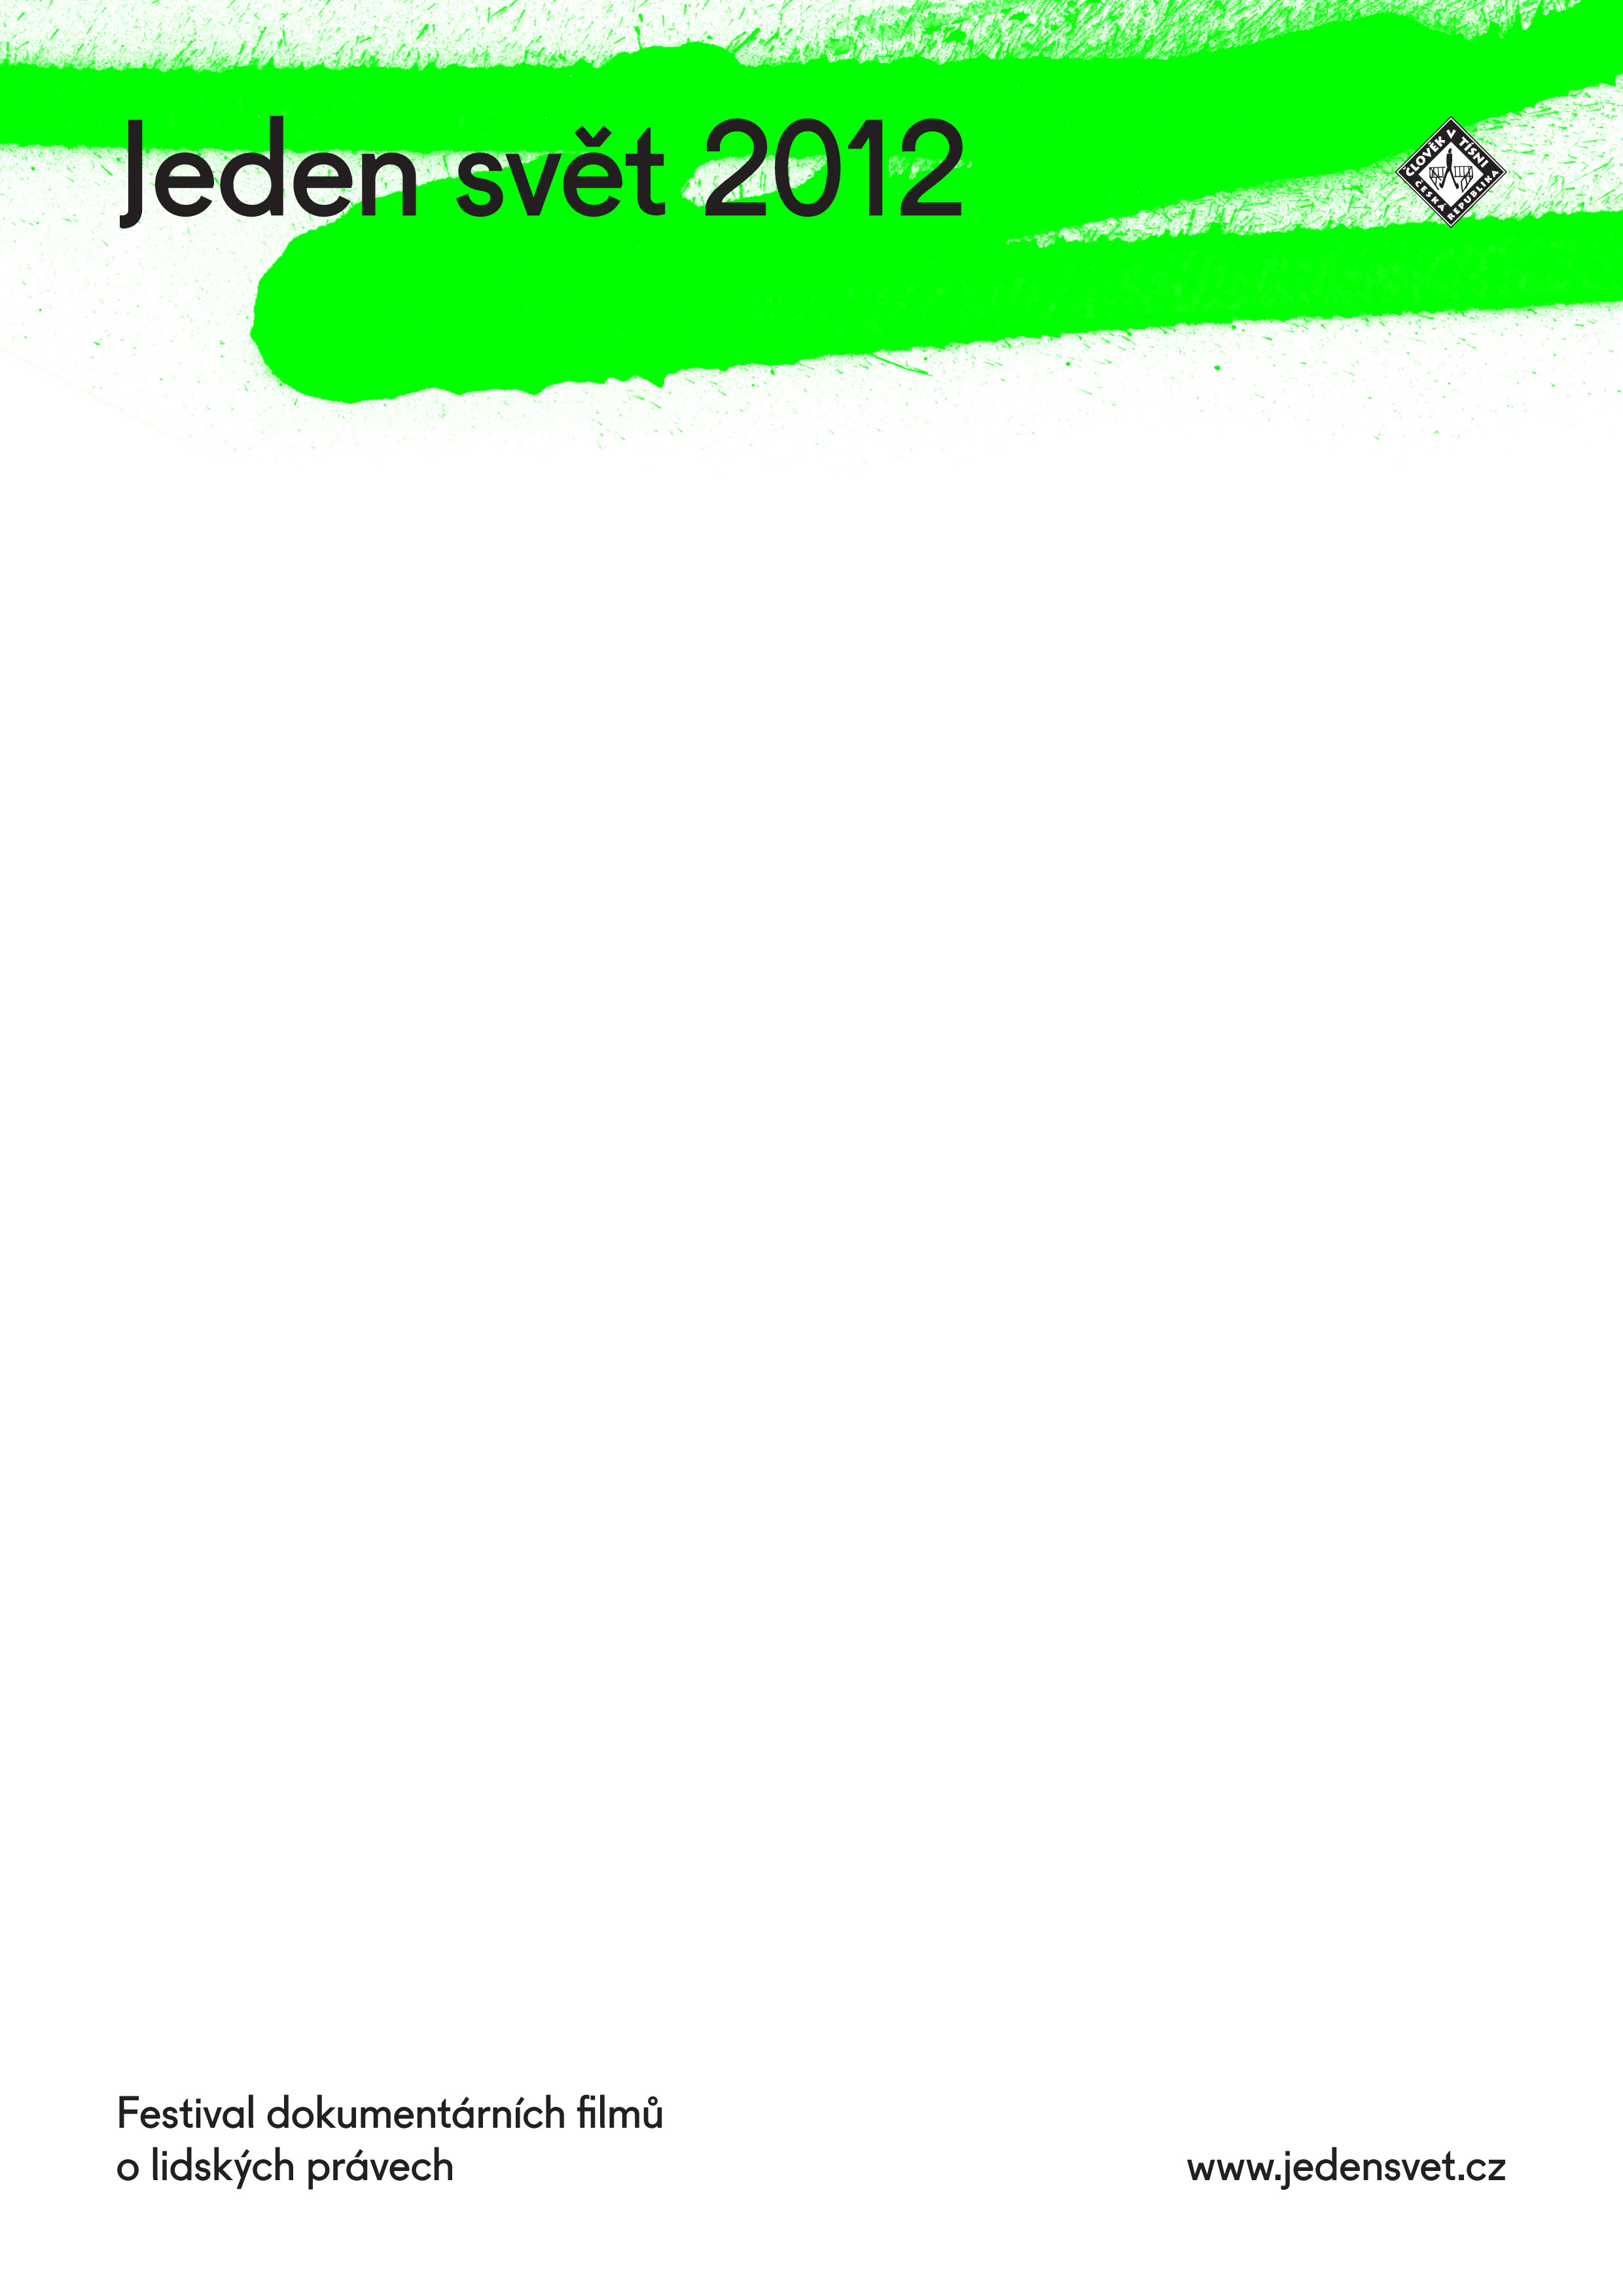 Jeden svět 2012
ČLOVĚK V TÍSNI
ČESKÁ REPUBLIKA
Festival dokumentárních filmů
o lidských právech
www.jedensvet.cz